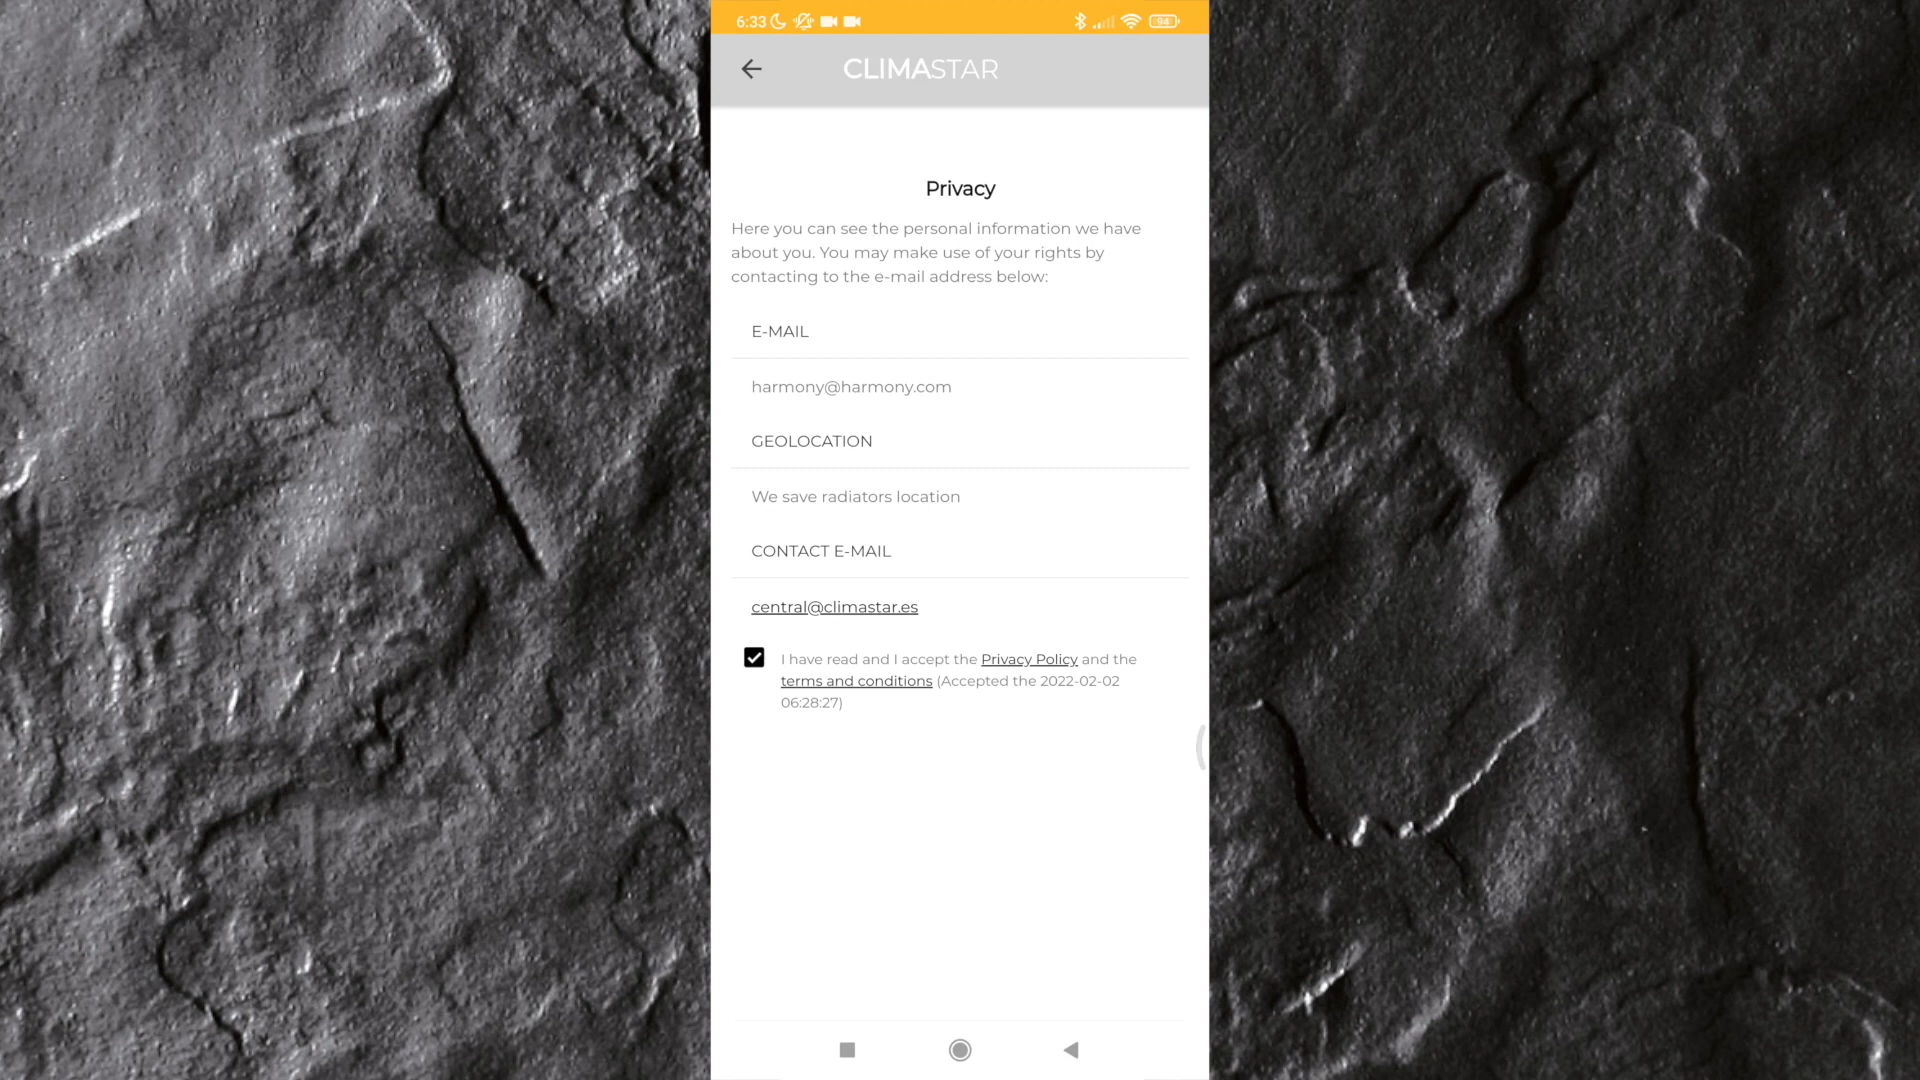 6:33
94
CLIMASTAR
Privacy
Here you can see the personal information we have
about you. You may make use of your rights by
contacting to the e-mail address below:
E-MAIL
harmony@harmony.com
GEOLOCATION
We save radiators location
CONTACT E-MAIL
central@climastar.es
I have read and I accept the Privacy Policy and the
terms and conditions (Accepted the 2022-02-02
06:28:27)